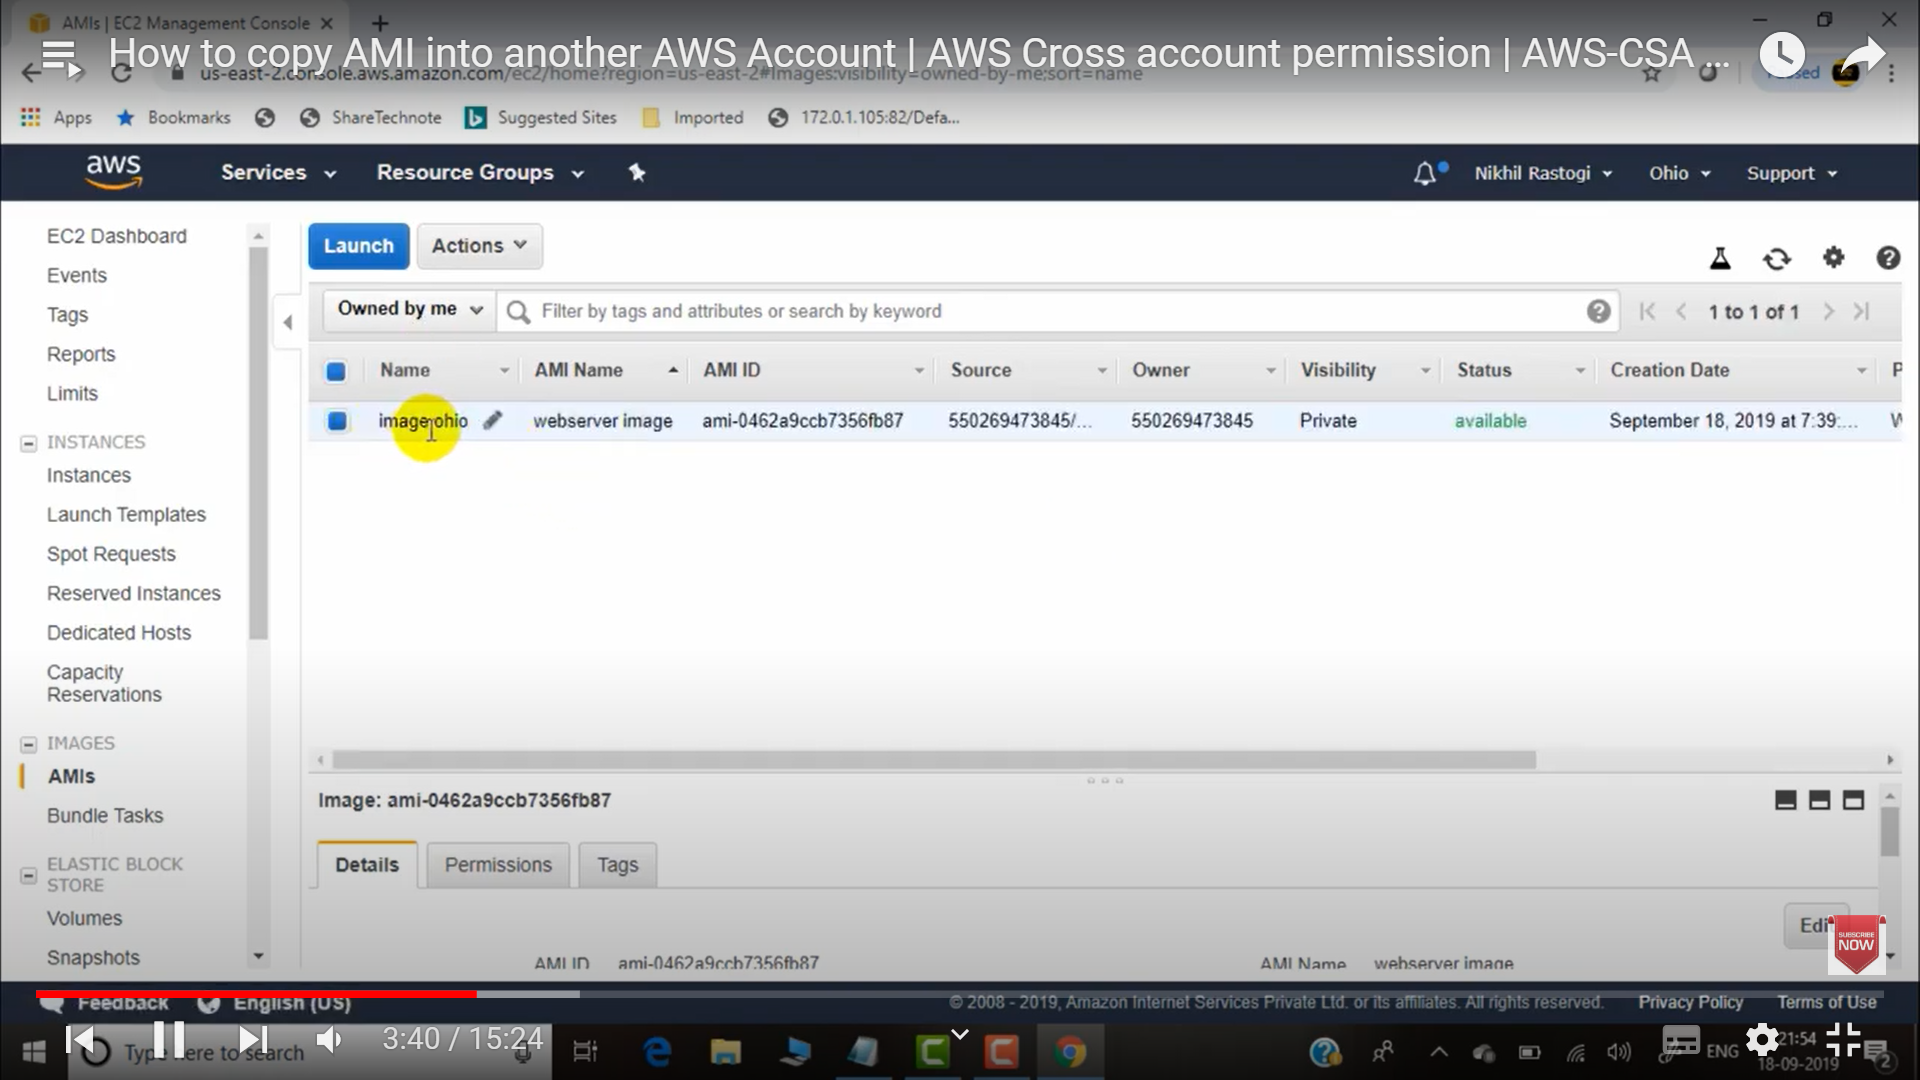 AMIs | EC2 Management Console
How to copy AMI into another AWS Account | AWS Cross account permission | AWS-CSA ...
us-east-2.console.aws.amazon.com/ec2/home?region=us-east-2#Images:visibility=owned-by-me;sort=name
Apps Bookmarks ShareTechnote Suggested Sites Imported 172.0.1.105:82/Defa...
aws Services Resource Groups Nikhil Rastogi Ohio Support
EC2 Dashboard
Events
Tags
Reports
Limits
INSTANCES
Instances
Launch Templates
Spot Requests
Reserved Instances
Dedicated Hosts
Capacity
Reservations
IMAGES
AMIs
Bundle Tasks
ELASTIC BLOCK
STORE
Volumes
Snapshots
Launch Actions
Owned by me Filter by tags and attributes or search by keyword 1 to 1 of 1
Name AMI Name AMI ID Source Owner Visibility Status Creation Date P
webserver image ami-0462a9ccb7356fb87 550269473845/... 550269473845 Private available September 18, 2019 at 7:39:...
Image: ami-0462a9ccb7356fb87
Details Permissions Tags
SUBSCRIBE
NOW
AMI ID ami-0462a9ccb7356fb87 AMI Name webserver image
Feedback English (US) © 2008 - 2019, Amazon Internet Services Private Ltd. or its affiliates. All rights reserved. Privacy Policy Terms of Use
3:40 / 15:24
Type here to search
ENG
21:54
18-09-2019
2